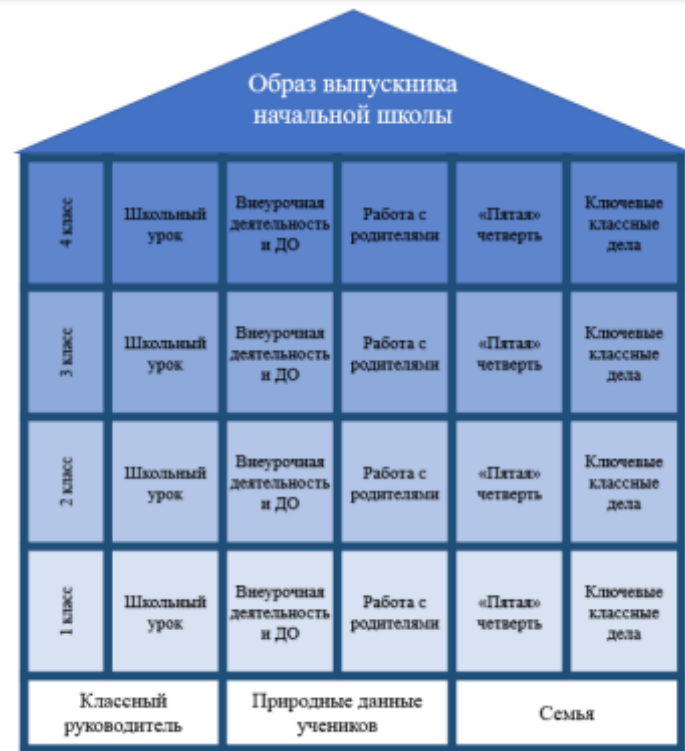 Образ выпускника
начальной школы
4 класс
Школьный
урок
Внеурочная
деятельность
и ДО
Работа с
родителями
«Пятая»
четверть
Ключевые
классные
дела
3 класс
Школьный
урок
Внеурочная
деятельность
и ДО
Работа с
родителями
«Пятая»
четверть
Ключевые
классные
дела
2 класс
Школьный
урок
Внеурочная
деятельность
и ДО
Работа с
родителями
«Пятая»
четверть
Ключевые
классные
дела
1 класс
Школьный
урок
Внеурочная
деятельность
и ДО
Работа с
родителями
«Пятая»
четверть
Ключевые
классные
дела
Классный
руководитель
Природные данные
учеников
Семья